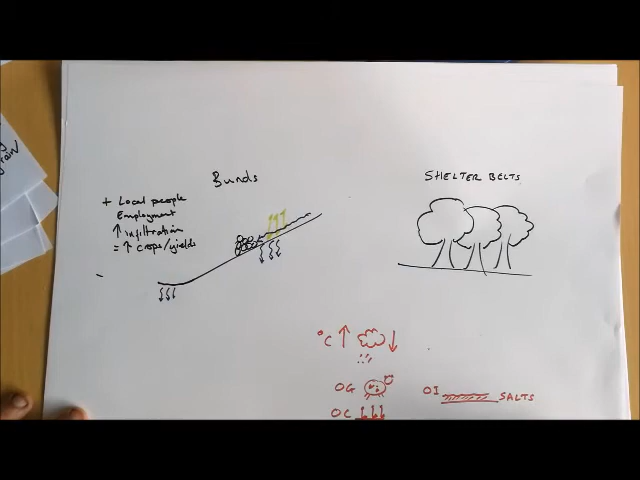 Bunds
+ Local people
Employment
↑ infiltration
= ↑ crops/yields
SHELTER BELTS
°C ↑ ↓
OG
OC
OI SALTS